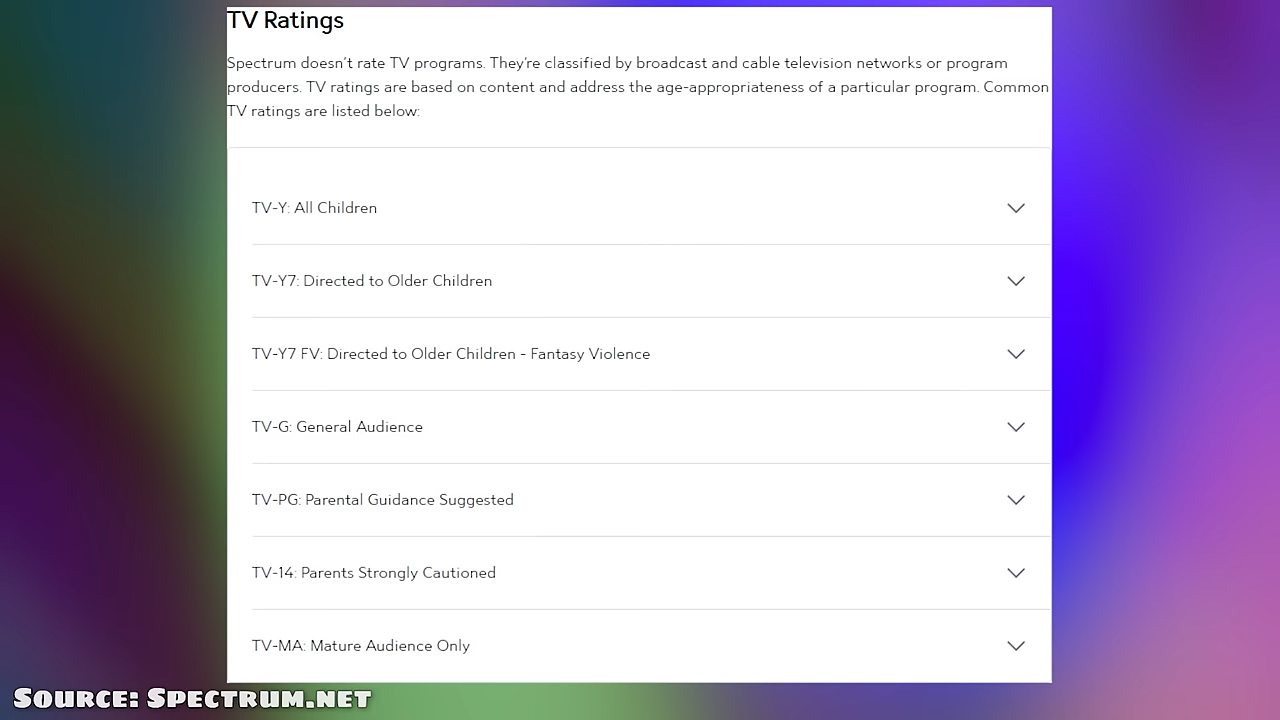 TV Ratings
Spectrum doesn't rate TV programs. They're classified by broadcast and cable television networks or program
producers. TV ratings are based on content and address the age-appropriateness of a particular program. Common
TV ratings are listed below:
TV-Y: All Children
TV-Y7: Directed to Older Children
TV-Y7 FV: Directed to Older Children - Fantasy Violence
TV-G: General Audience
TV-PG: Parental Guidance Suggested
TV-14: Parents Strongly Cautioned
TV-MA: Mature Audience Only
Source: Spectrum.net